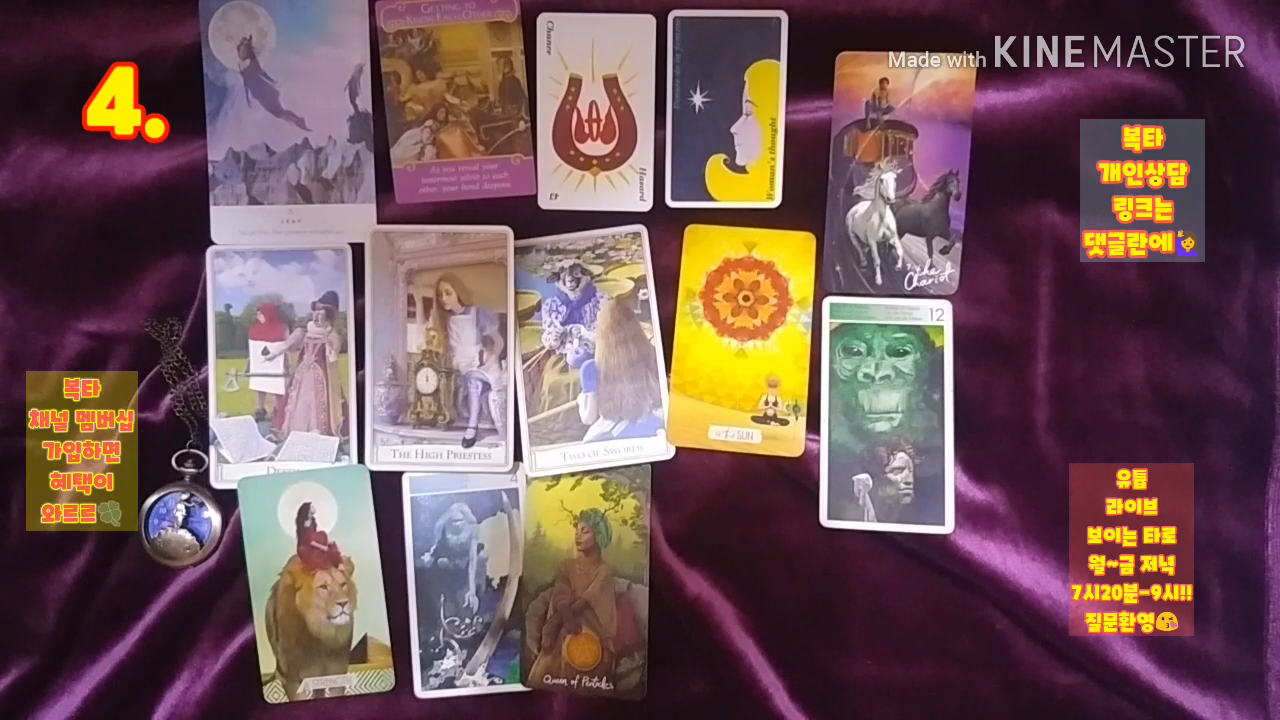 4.
Made with KINEMASTER
복타
개인상담
링크는
댓글란에🙋‍♀️
복타
채널 멤버십
가입하면
혜택이
와르르🍀
유튭
라이브
보이는 타로
월~금 저녁
7시20분-9시!!
질문환영😘
LEAP
GETTING TO
KNOW EACH OTHER
As you reveal your
innermost selves to each
other, your bond deepens.
Chance
43
Hasard
Woman's thought
The
Chariot
THE HIGH PRIESTESS
TWO OF SWORDS
The SUN
12
4
Queen of Pentacles